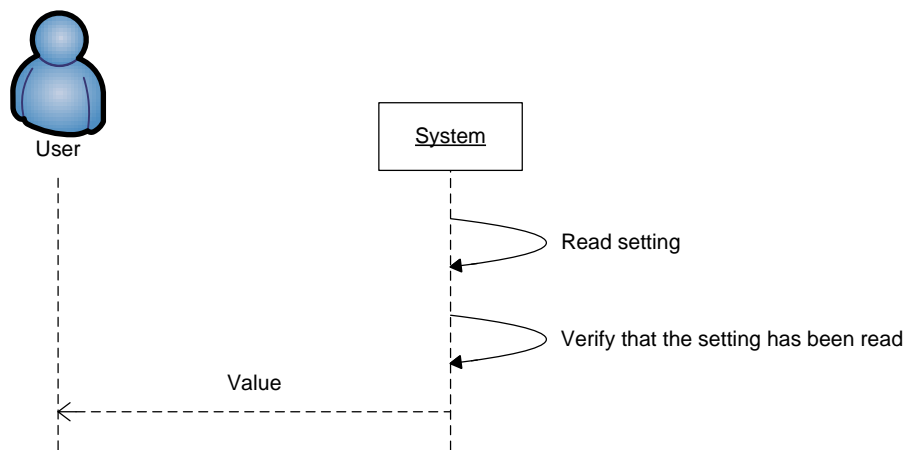 User
System
Read setting
Verify that the setting has been read
Value